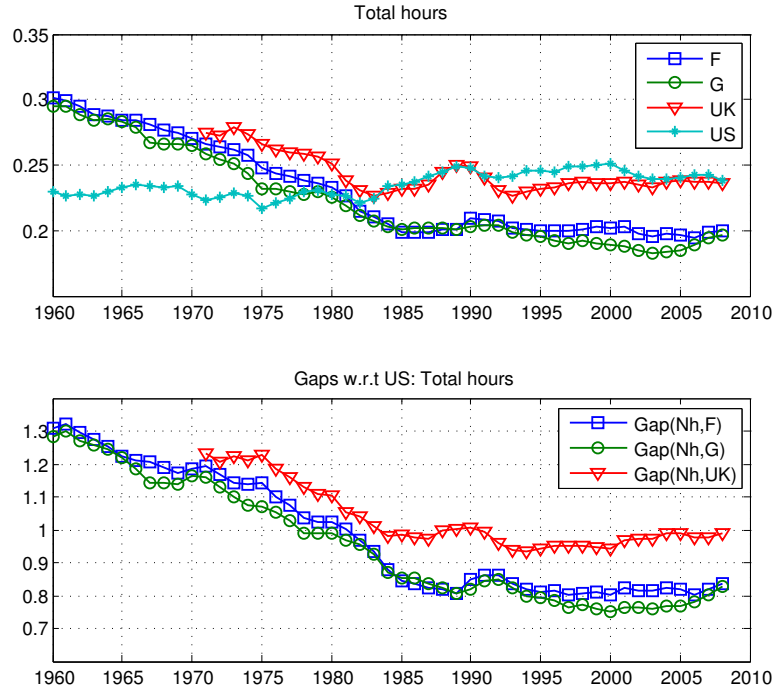 Total hours
0.35
0.3
0.25
0.2
F
G
UK
US
1960 1965 1970 1975 1980 1985 1990 1995 2000 2005 2010
Gaps w.r.t US: Total hours
1.3
1.2
1.1
1
0.9
0.8
0.7
Gap(Nh,F)
Gap(Nh,G)
Gap(Nh,UK)
1960 1965 1970 1975 1980 1985 1990 1995 2000 2005 2010